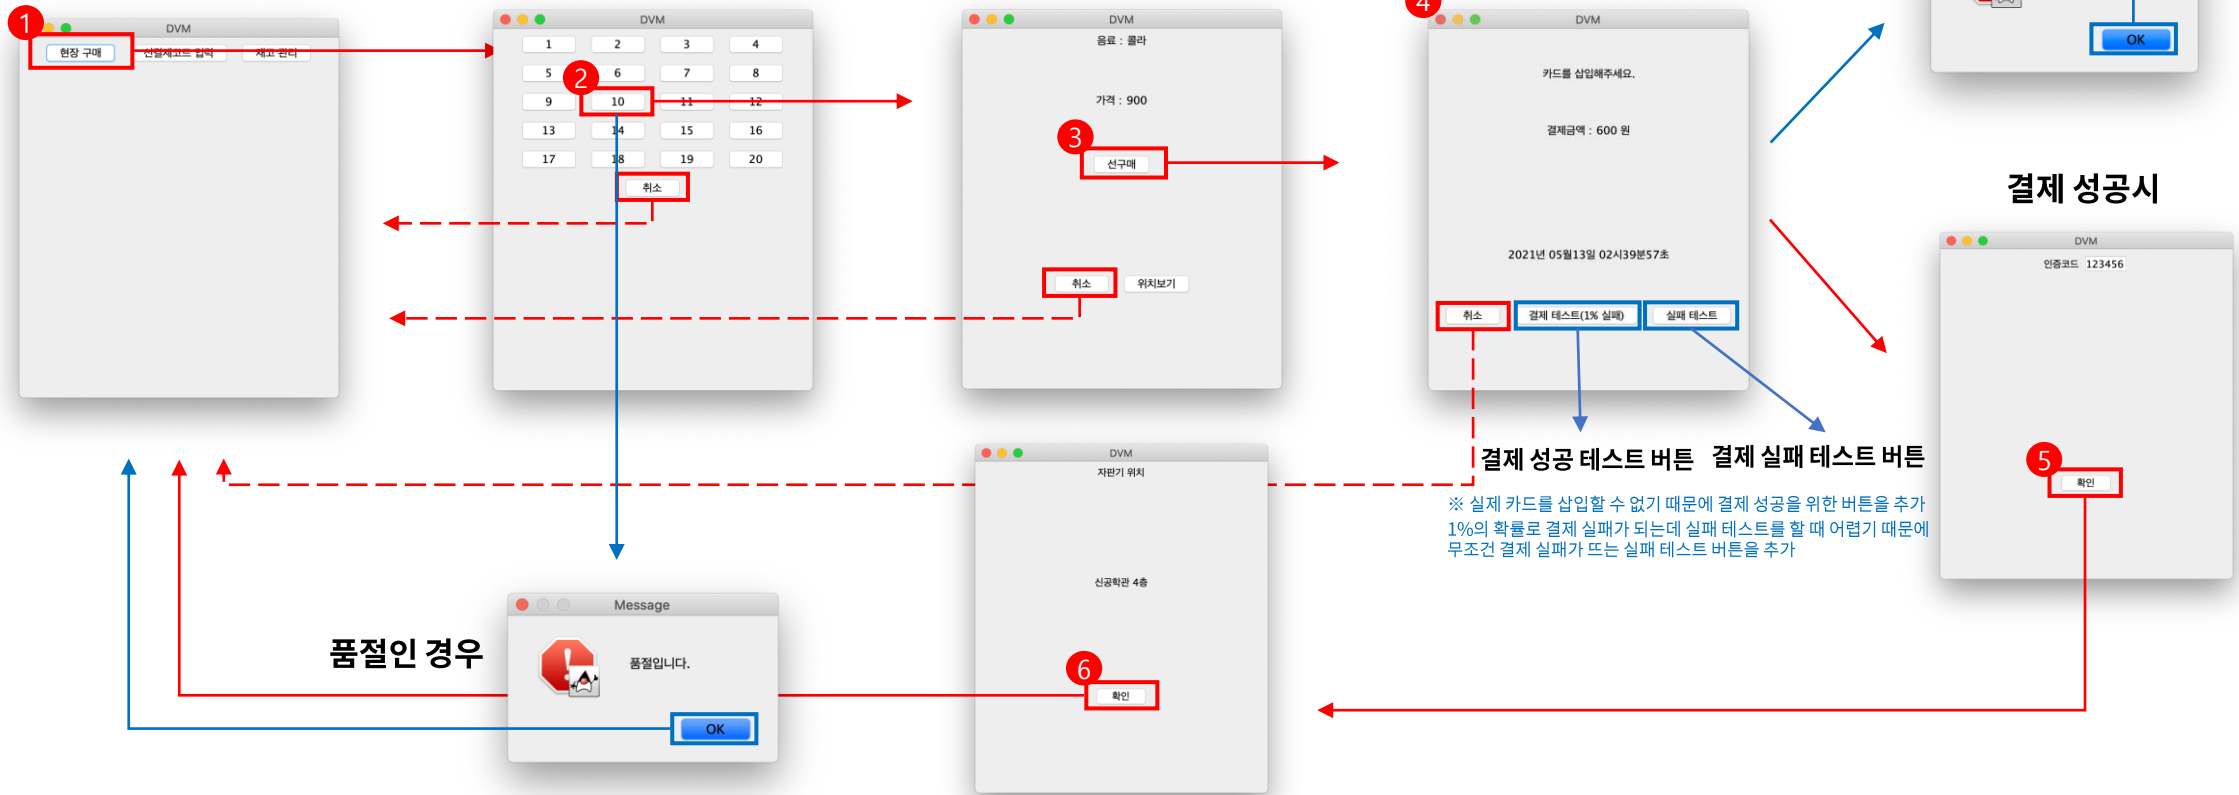 1
DVM
현장 구매
선결제코드 입력
재고 관리
DVM
1 2 3 4
5 6 7 8
9 10 11 12
13 14 15 16
17 18 19 20
2
취소
DVM
음료 : 콜라
가격 : 900
3
선구매
취소
위치보기
4
DVM
카드를 삽입해주세요.
결제금액 : 600 원
2021년 05월13일 02시39분57초
취소
결제 테스트(1% 실패)
실패 테스트
결제 성공 테스트 버튼
결제 실패 테스트 버튼
※ 실제 카드를 삽입할 수 없기 때문에 결제 성공을 위한 버튼을 추가
1%의 확률로 결제 실패가 되는데 실패 테스트를 할 때 어렵기 때문에
무조건 결제 실패가 뜨는 실패 테스트 버튼을 추가
OK
결제 성공시
DVM
인증코드 123456
5
확인
DVM
자판기 위치
신공학관 4층
6
확인
품절인 경우
Message
품절입니다.
OK